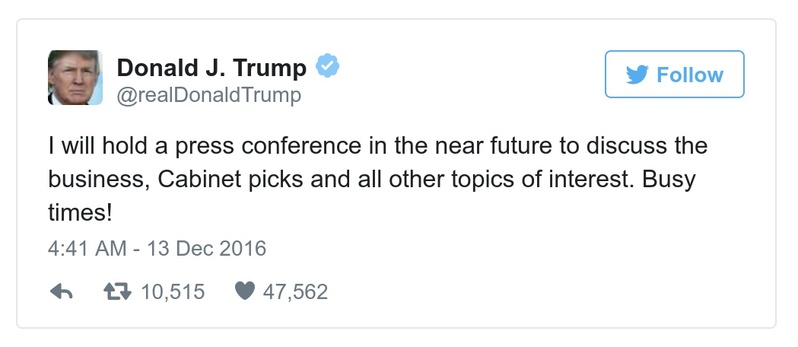 Donald J. Trump
@realDonaldTrump
Follow
I will hold a press conference in the near future to discuss the
business, Cabinet picks and all other topics of interest. Busy
times!
4:41 AM - 13 Dec 2016
10,515 47,562